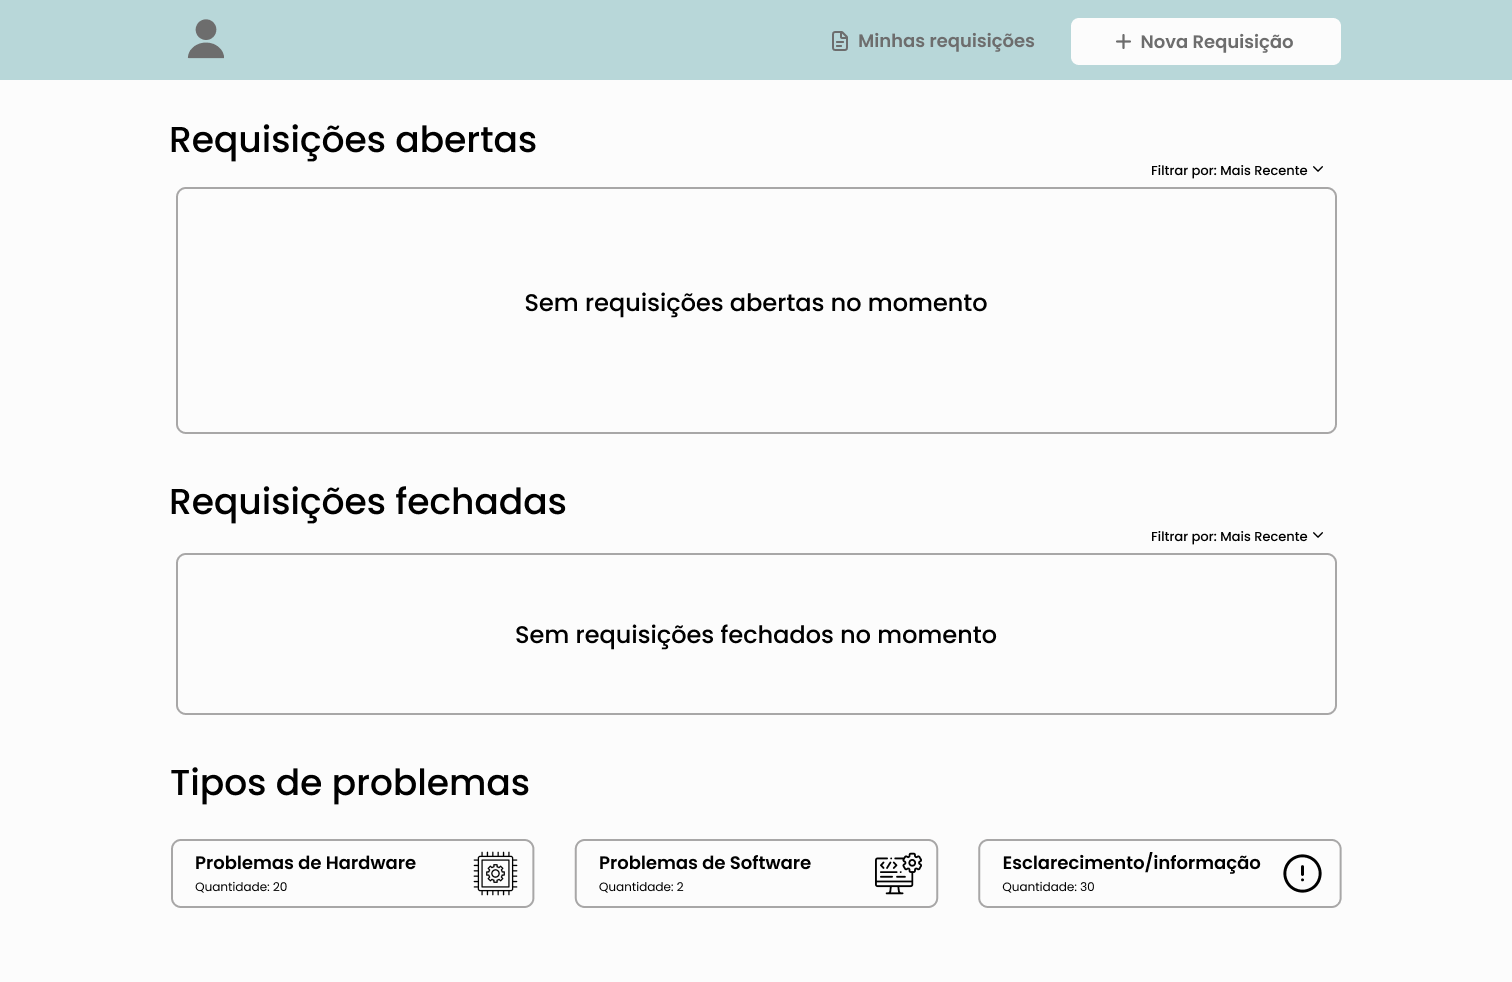 Minhas requisições
Nova Requisição
Requisições abertas
Filtrar por: Mais Recente
Sem requisições abertas no momento
Requisições fechadas
Filtrar por: Mais Recente
Sem requisições fechados no momento
Tipos de problemas
Problemas de Hardware
Quantidade: 20
Problemas de Software
Quantidade: 2
Esclarecimento/informação
Quantidade: 30